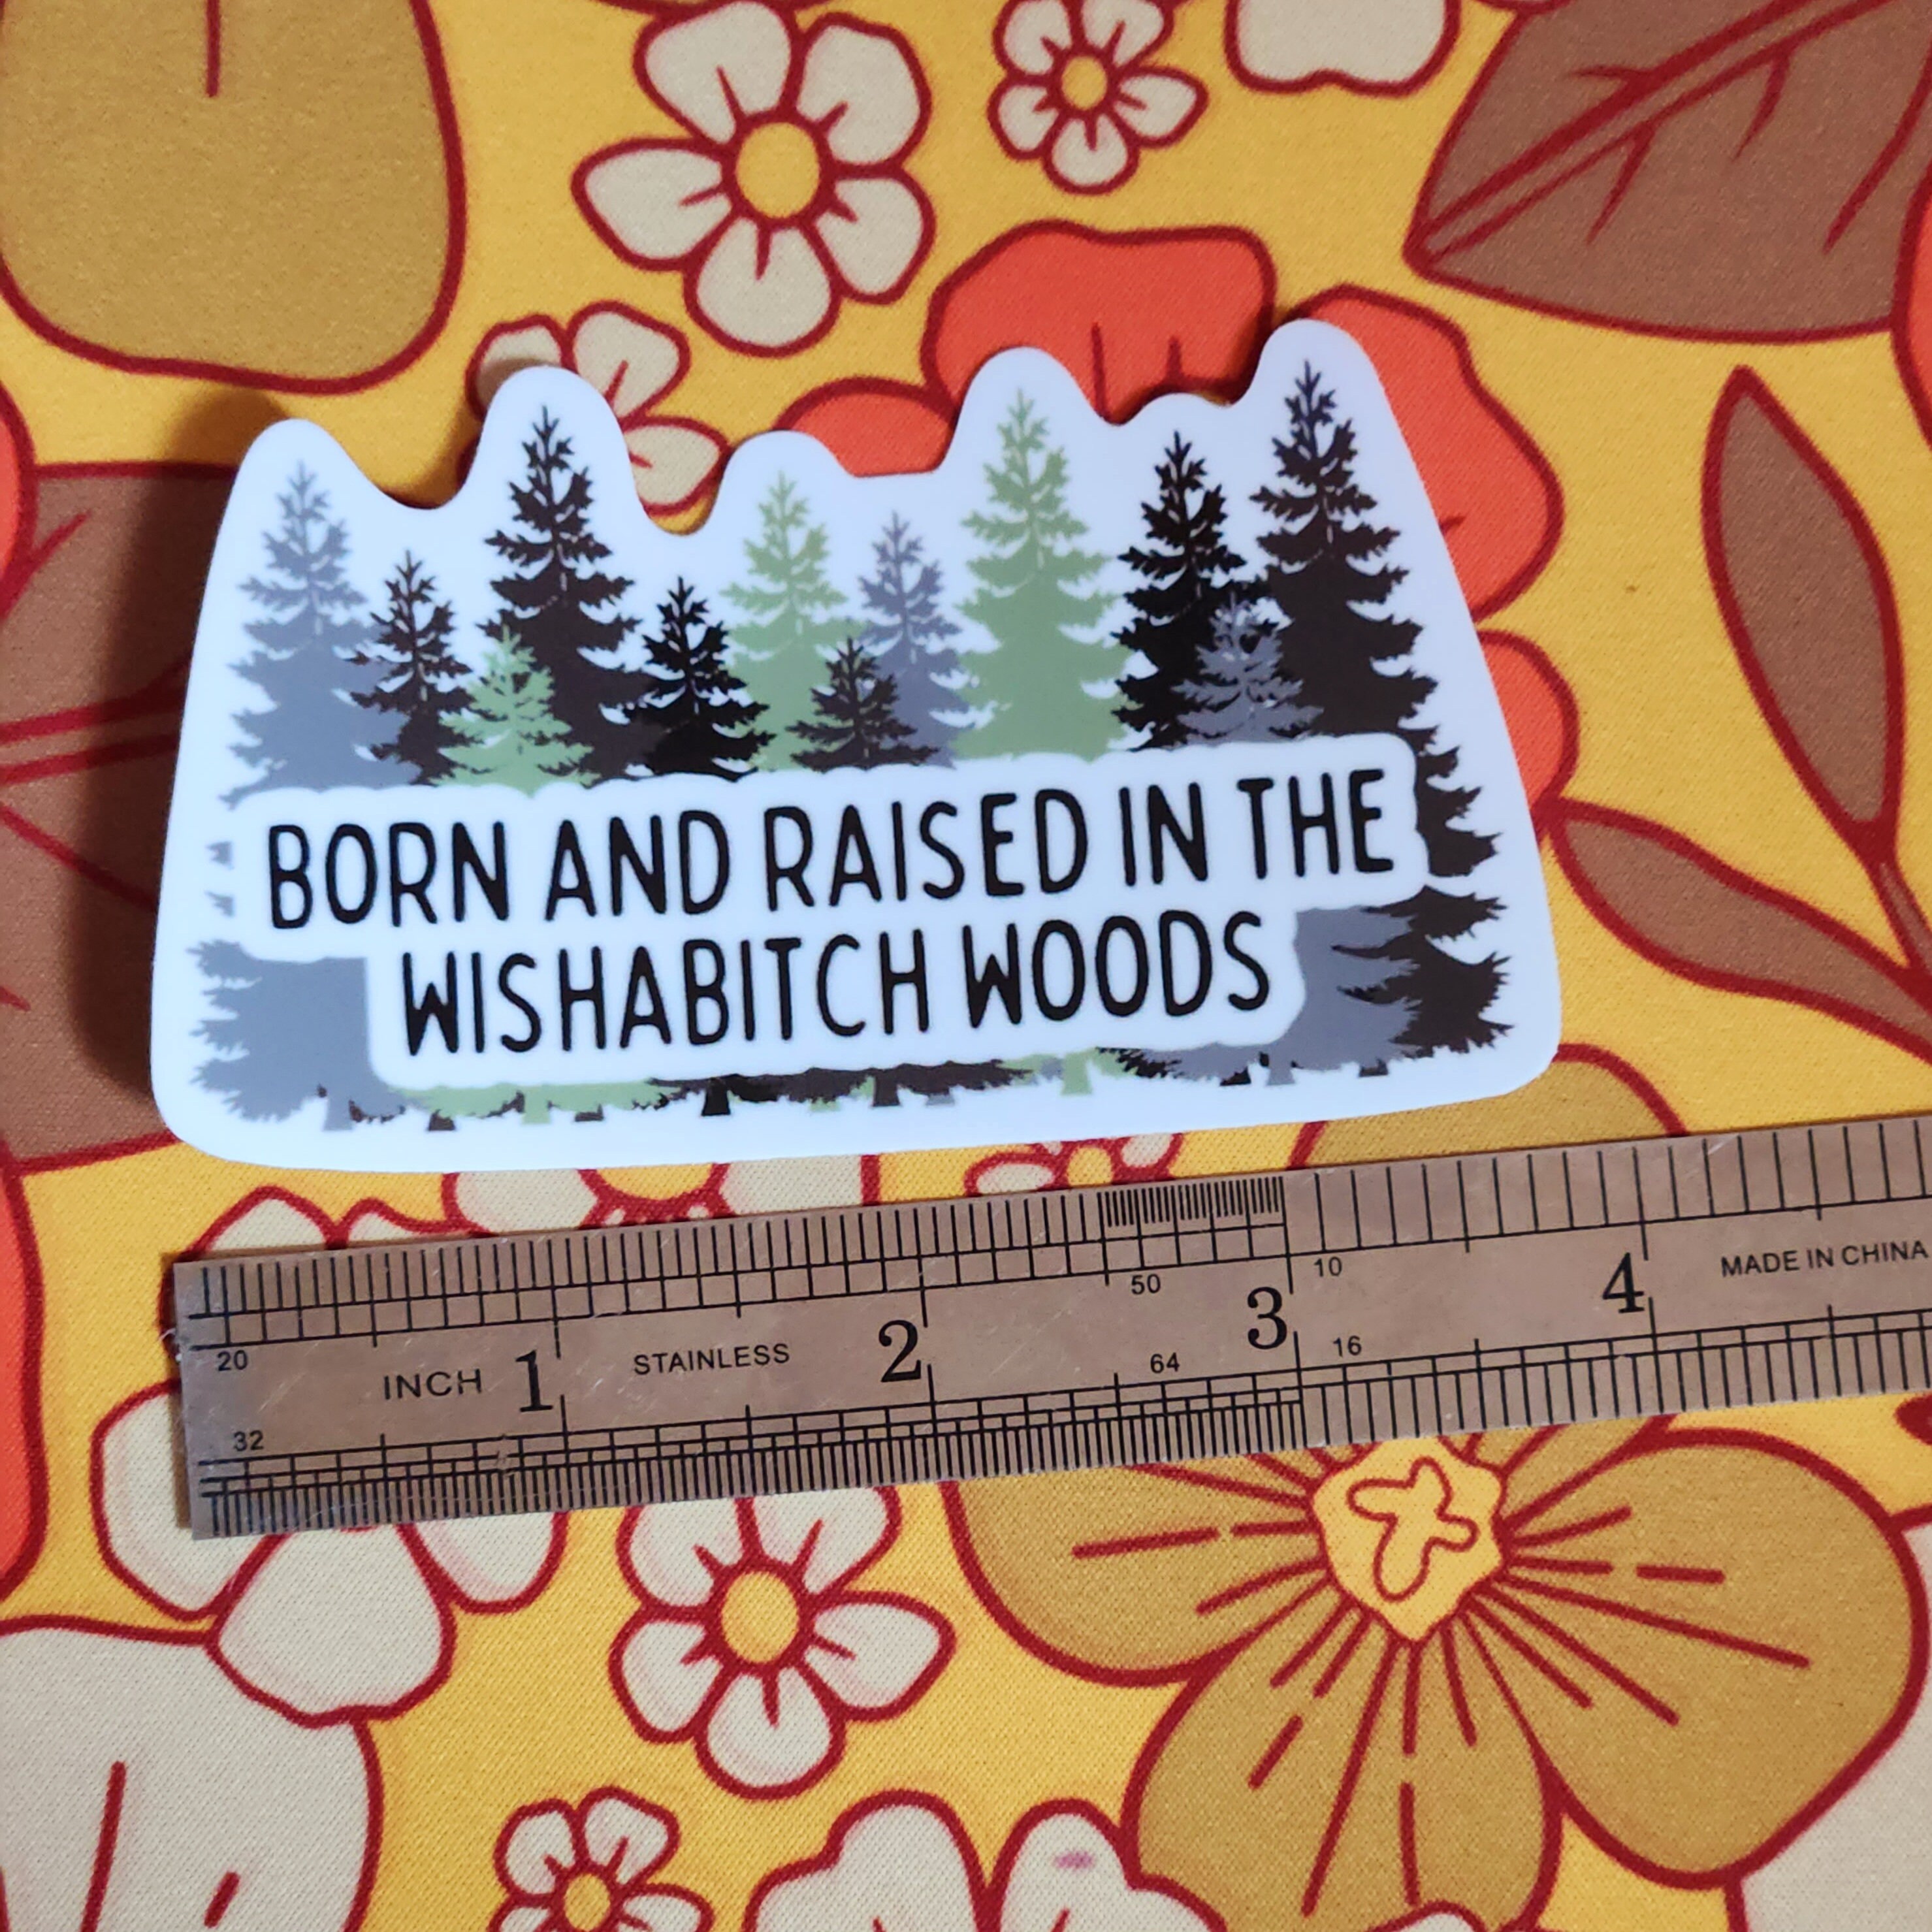 BORN AND RAISED IN THE
WISHABITCH WOODS
20
50
10
INCH 1 STAINLESS 2 3 4 MADE IN CHINA
32
64
16